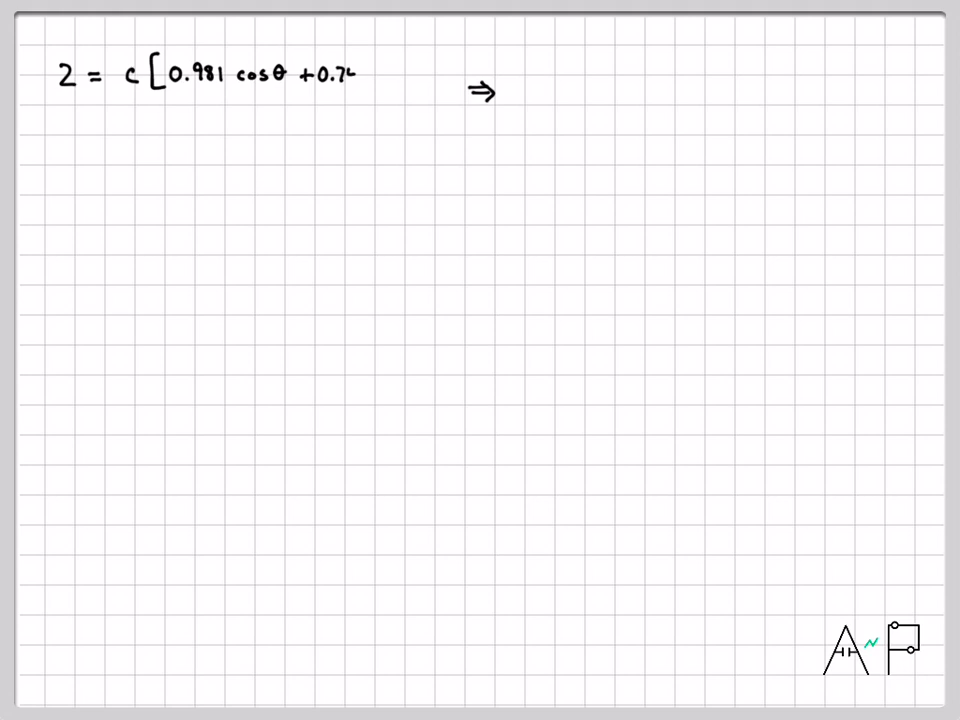 2 = c [0.981 cosθ +0.7
⇒